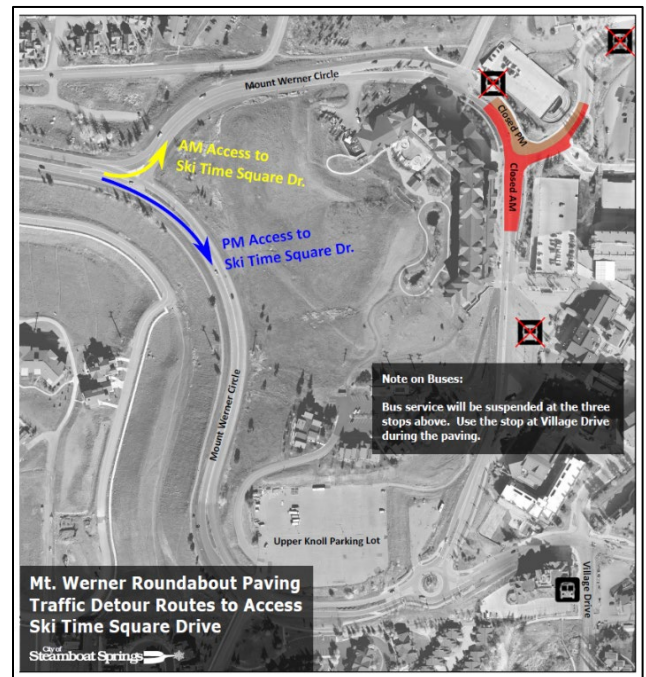 Mount Werner Circle
Closed PM
AM Access to
Ski Time Square Dr.
Closed AM
PM Access to
Ski Time Square Dr.
Mount Werner Circle
Note on Buses:
Bus service will be suspended at the three
stops above. Use the stop at Village Drive
during the paving.
Upper Knoll Parking Lot
Village Drive
Mt. Werner Roundabout Paving
Traffic Detour Routes to Access
Ski Time Square Drive
City of
Steamboat Springs